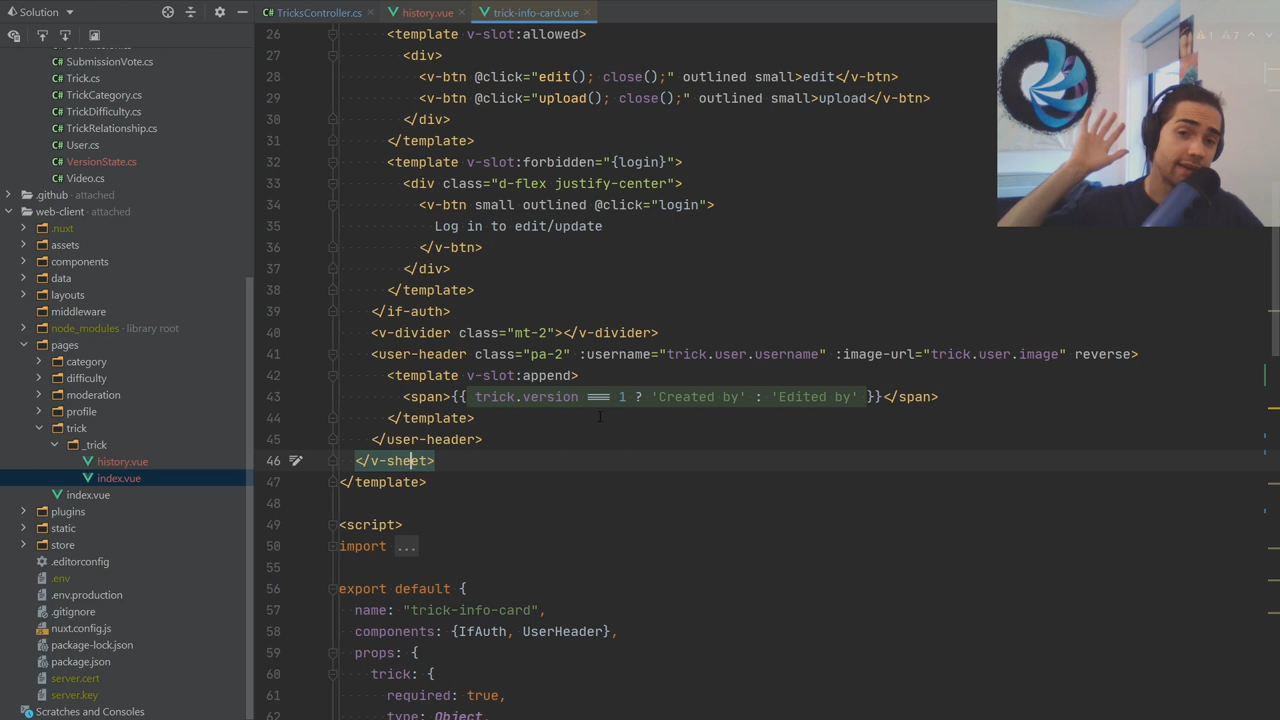 Solution
TricksController.cs
history.vue
trick-info-card.vue
C# SubmissionVote.cs
C# Trick.cs
C# TrickCategory.cs
C# TrickDifficulty.cs
C# TrickRelationship.cs
C# User.cs
C# VersionState.cs
C# Video.cs
.github attached
web-client attached
.nuxt
assets
components
data
layouts
middleware
node_modules library root
pages
category
difficulty
moderation
profile
trick
_trick
history.vue
index.vue
index.vue
plugins
static
store
.editorconfig
.env
.env.production
.gitignore
nuxt.config.js
package-lock.json
package.json
server.cert
server.key
Scratches and Consoles
26 <template v-slot:allowed>
27 <div>
28 <v-btn @click="edit(); close();" outlined small>edit</v-btn>
29 <v-btn @click="upload(); close();" outlined small>upload</v-btn>
30 </div>
31 </template>
32 <template v-slot:forbidden="{login}">
33 <div class="d-flex justify-center">
34 <v-btn small outlined @click="login">
35 Log in to edit/update
36 </v-btn>
37 </div>
38 </template>
39 </if-auth>
40 <v-divider class="mt-2"></v-divider>
41 <user-header class="pa-2" :username="trick.user.username" :image-url="trick.user.image" reverse>
42 <template v-slot:append>
43 <span>{{ trick.version === 1 ? 'Created by' : 'Edited by' }}</span>
44 </template>
45 </user-header>
46 </v-sheet>
47 </template>
48
49 <script>
50 import ...
55
56 export default {
57 name: "trick-info-card",
58 components: {IfAuth, UserHeader},
59 props: {
60 trick: {
61 required: true,
62 type: Object,
1 7